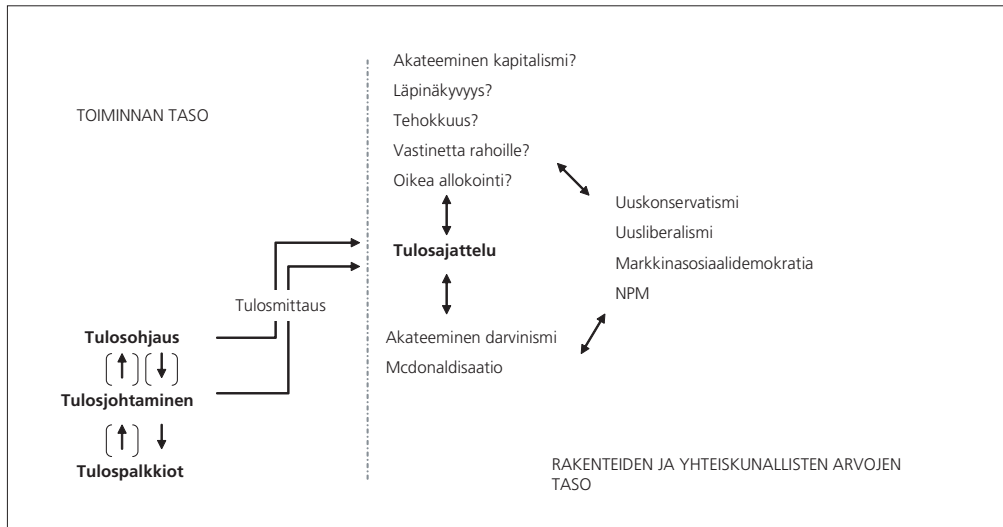 TOIMINNAN TASO
Akateeminen kapitalismi?
Läpinäkyvyys?
Tehokkuus?
Vastinetta rahoille?
Oikea allokointi?
Tulosajattelu
Akateeminen darvinismi
Mcdonaldisaatio
Uuskonservatismi
Uusliberalismi
Markkinasosiaalidemokratia
NPM
Tulosmittaus
Tulosohjaus
Tulosjohtaminen
Tulospalkkiot
RAKENTEIDEN JA YHTEISKUNALLISTEN ARVOJEN
TASO